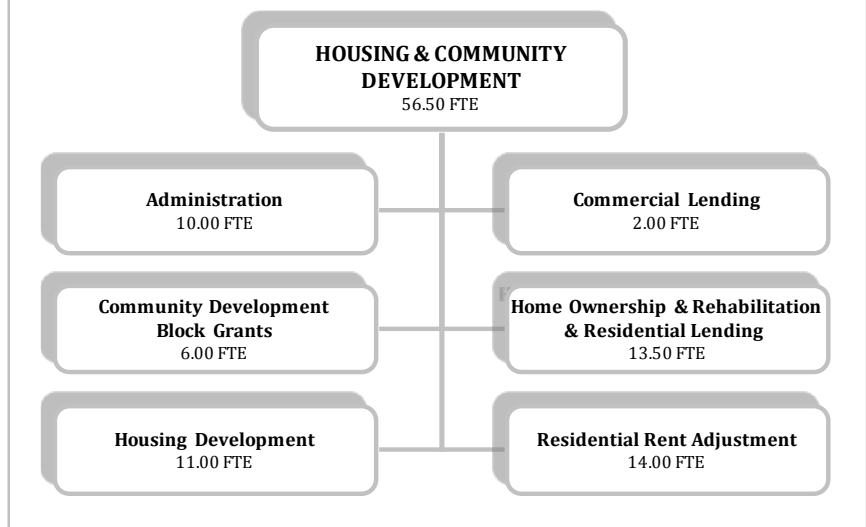 HOUSING & COMMUNITY
DEVELOPMENT
56.50 FTE
Administration
10.00 FTE
Commercial Lending
2.00 FTE
Community Development
Block Grants
6.00 FTE
Home Ownership & Rehabilitation
& Residential Lending
13.50 FTE
Housing Development
11.00 FTE
Residential Rent Adjustment
14.00 FTE